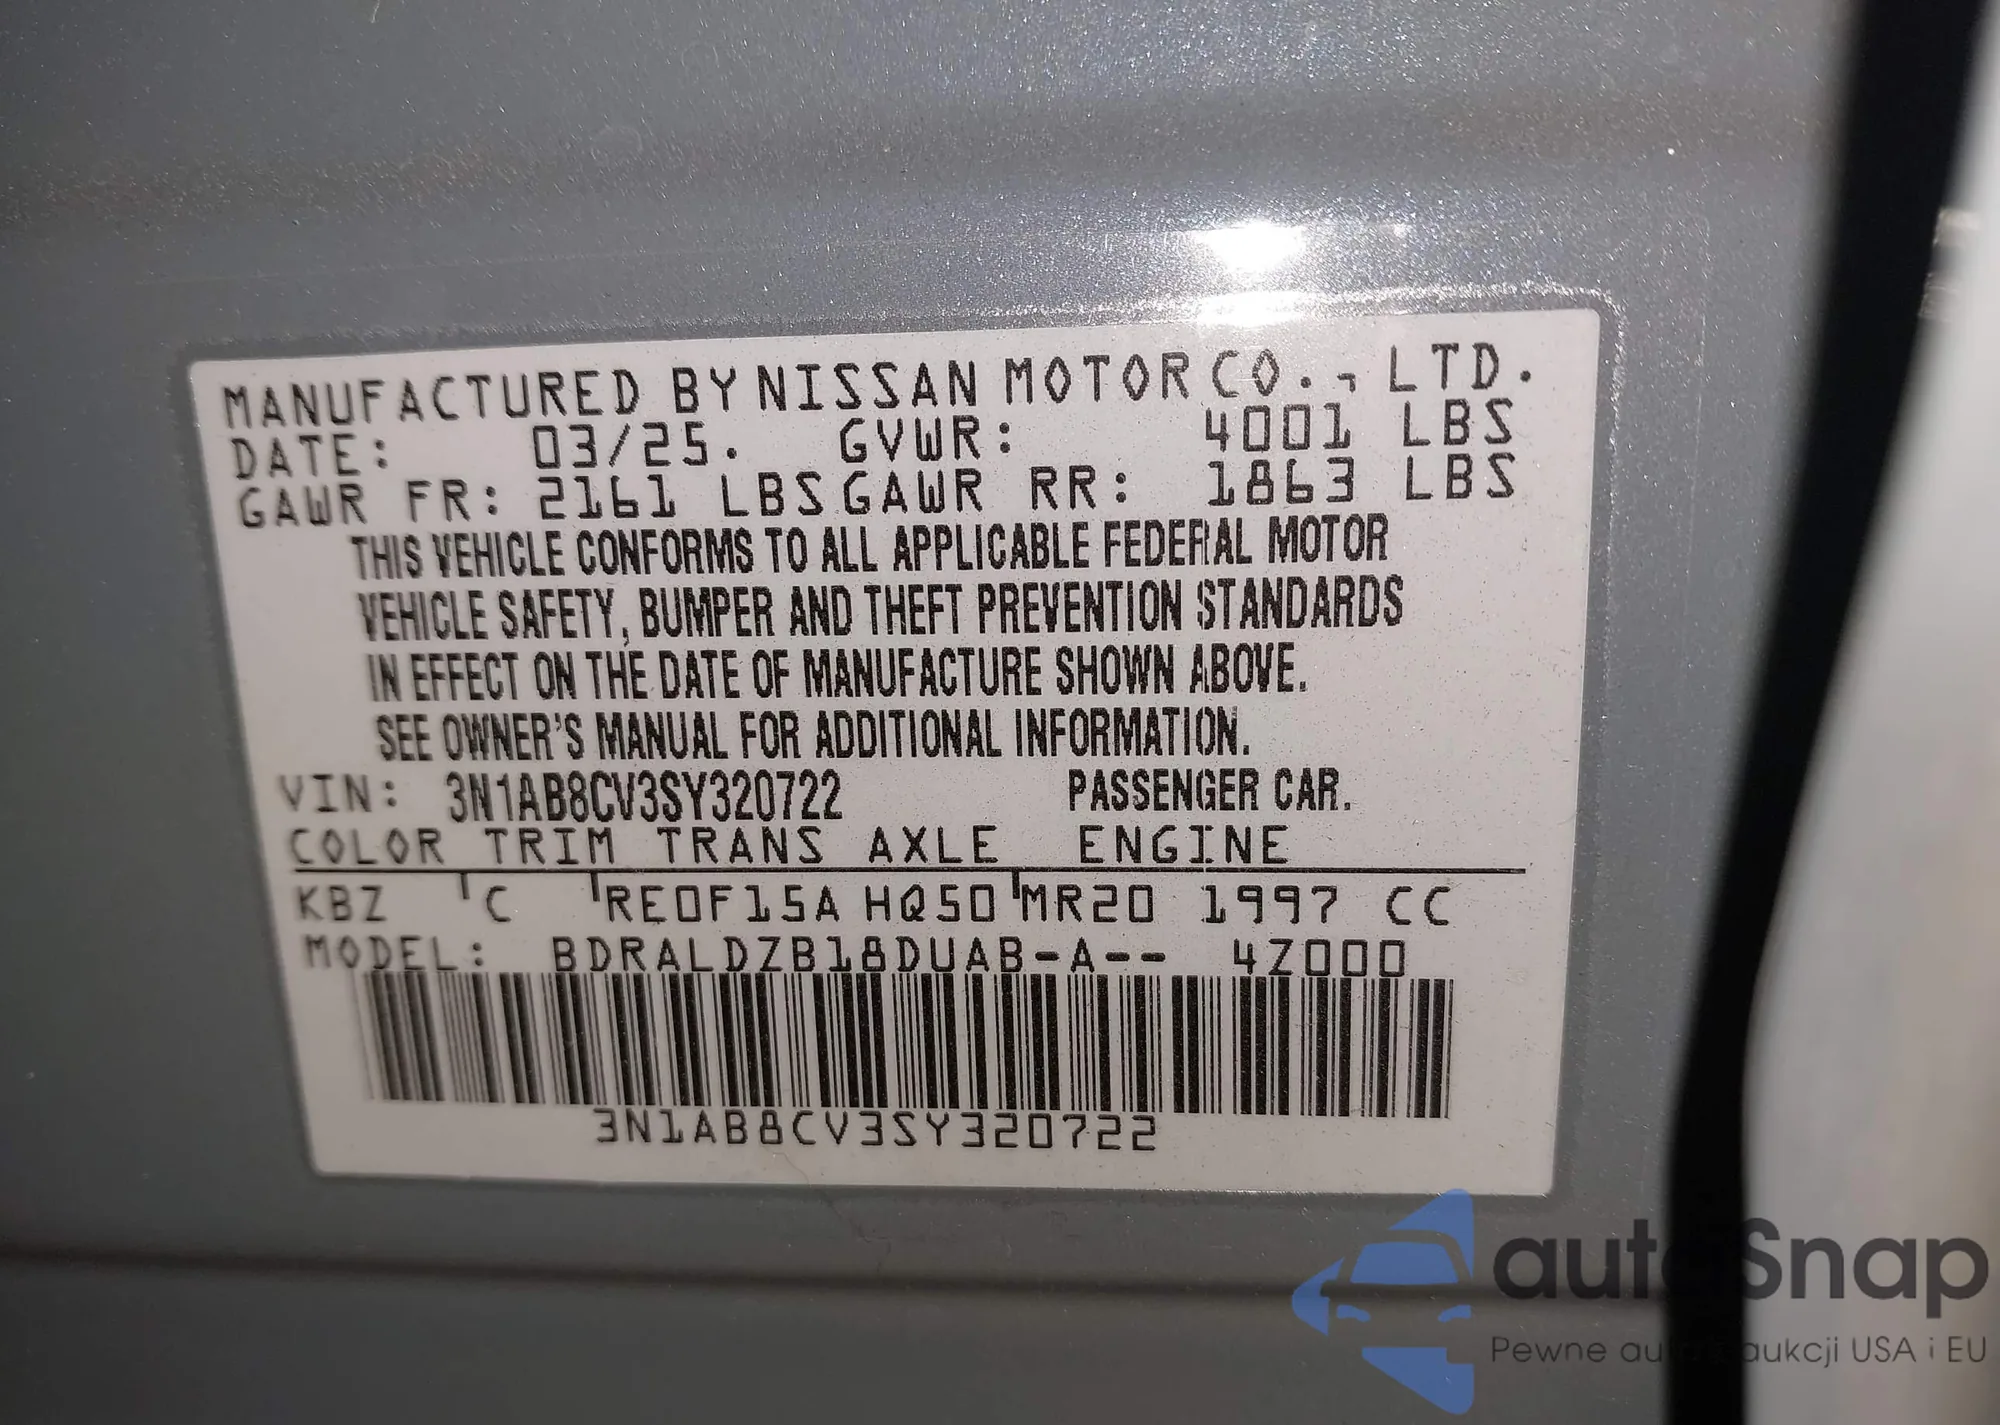 MANUFACTURED BY NISSAN MOTOR CO., LTD.
DATE: 03/25. GVWR: 4001 LBS
GAWR FR: 2161 LBS GAWR RR: 1863 LBS
THIS VEHICLE CONFORMS TO ALL APPLICABLE FEDERAL MOTOR
VEHICLE SAFETY, BUMPER AND THEFT PREVENTION STANDARDS
IN EFFECT ON THE DATE OF MANUFACTURE SHOWN ABOVE.
SEE OWNER'S MANUAL FOR ADDITIONAL INFORMATION.
VIN: 3N1AB8CV3SY320722 PASSENGER CAR.
COLOR TRIM TRANS AXLE ENGINE
KBZ C RE0F15A HQ50 MR20 1997 CC
MODEL: BDRALDZB18DUAB-A-- 4Z000
3N1AB8CV3SY320722
autoSnap
Pewne auta z aukcji USA i EU